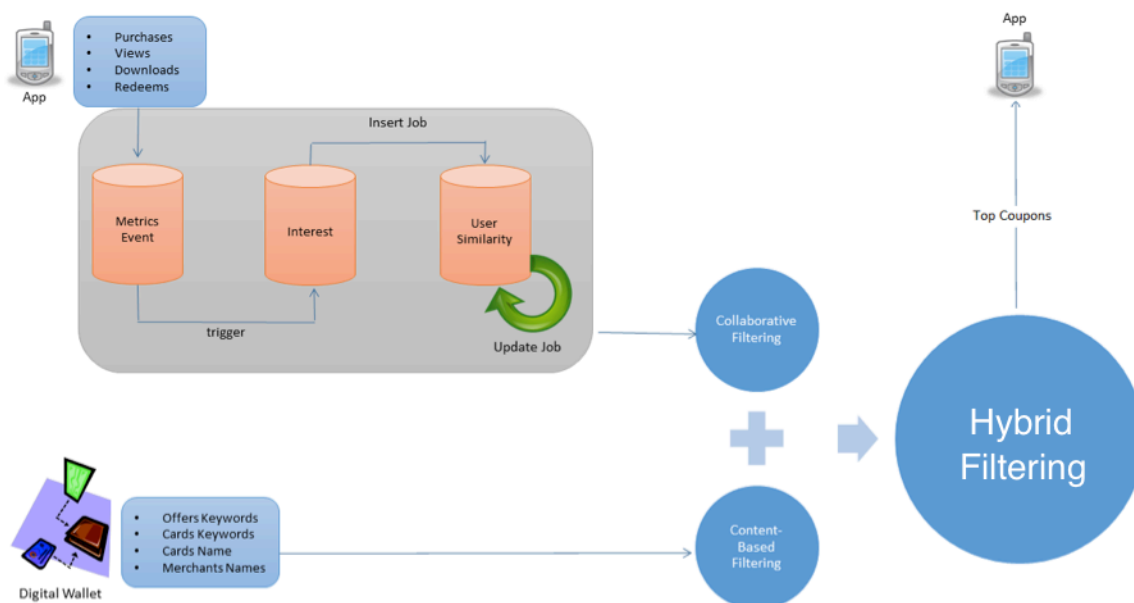 App
Purchases
Views
Downloads
Redeems
App
Insert Job
Metrics
Event
Interest
User
Similarity
trigger
Update Job
Top Coupons
Collaborative
Filtering
Hybrid
Filtering
Offers Keywords
Cards Keywords
Cards Name
Merchants Names
Digital Wallet
Content-
Based
Filtering